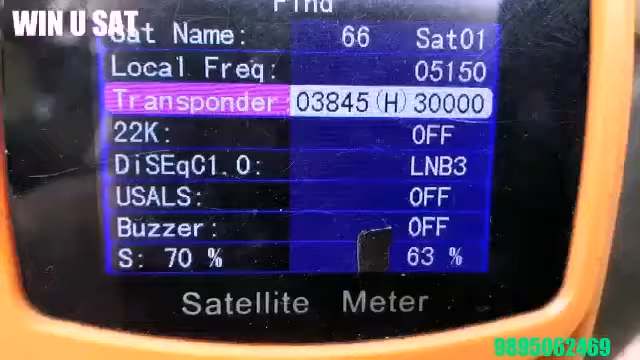 Find
WIN U SAT
Sat Name: 66 Sat01
Local Freq: 05150
Transponder: 03845(H)30000
22K: OFF
DiSEqC1.0: LNB3
USALS: OFF
Buzzer: OFF
S: 70 % 63 %
Satellite Meter
9895062469